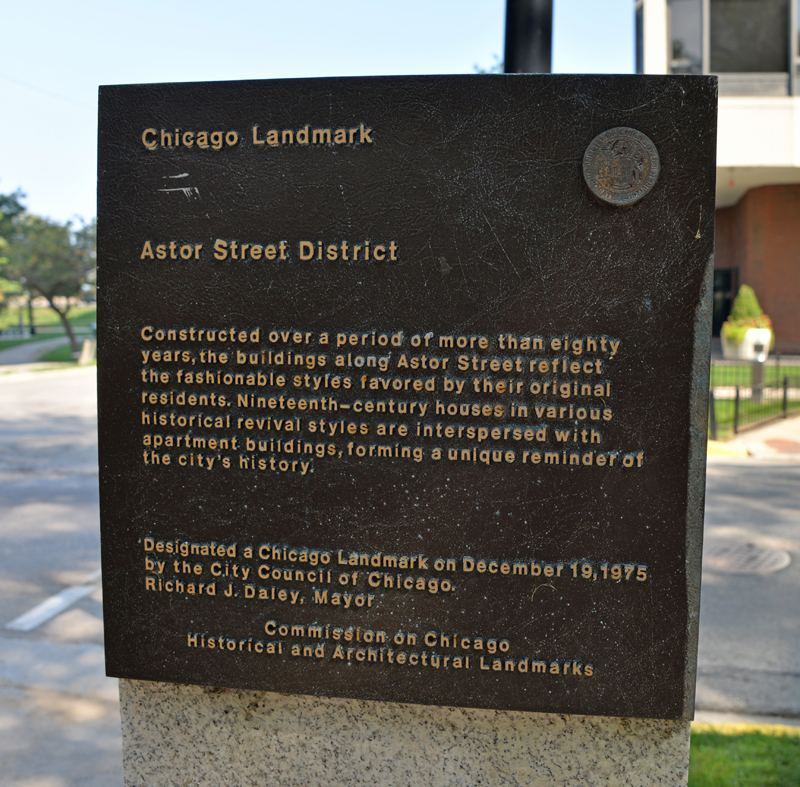 Chicago Landmark
Astor Street District
Constructed over a period of more than eighty
years, the buildings along Astor Street reflect
the fashionable styles favored by their original
residents. Nineteenth-century houses in various
historical revival styles are interspersed with
apartment buildings, forming a unique reminder of
the city's history.
Designated a Chicago Landmark on December 19, 1975
by the City Council of Chicago.
Richard J. Daley, Mayor
Commission on Chicago
Historical and Architectural Landmarks